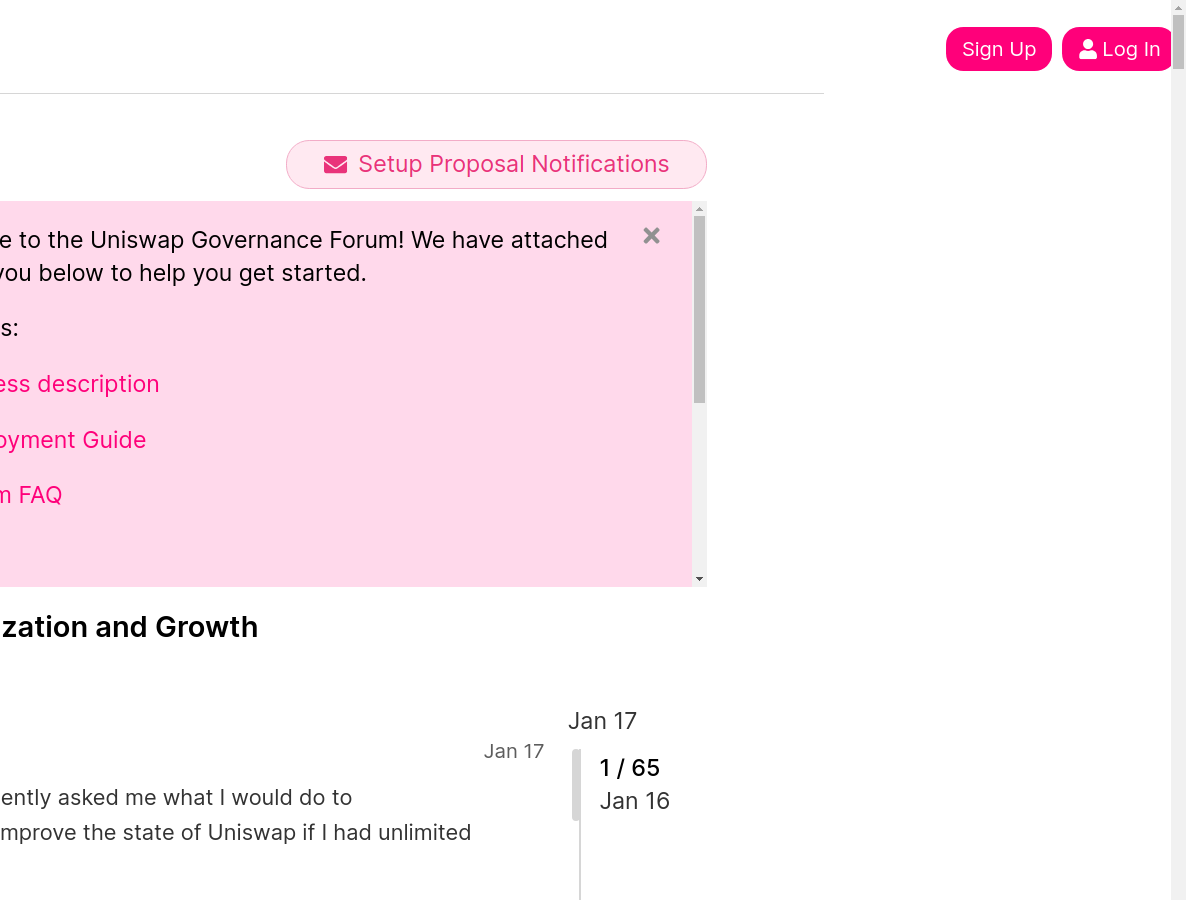 Sign Up
Log In
Setup Proposal Notifications
e to the Uniswap Governance Forum! We have attached
you below to help you get started.
s:
ess description
oyment Guide
m FAQ
ization and Growth
Jan 17
Jan 17
1 / 65
Jan 16
ently asked me what I would do to
mprove the state of Uniswap if I had unlimited